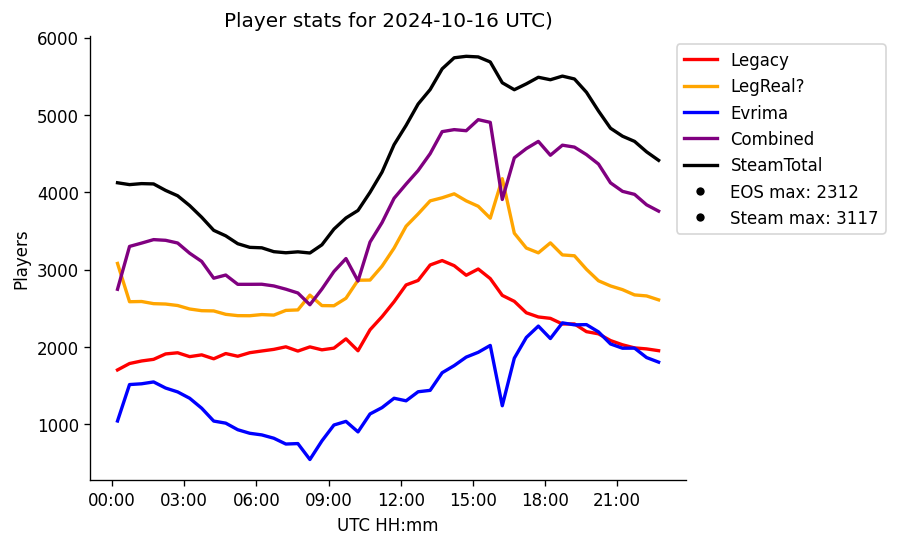 Player stats for 2024-10-16 UTC)
6000
5000
4000
3000
2000
1000
Players
00:00 03:00 06:00 09:00 12:00 15:00 18:00 21:00
UTC HH:mm
Legacy
LegReal?
Evrima
Combined
SteamTotal
EOS max: 2312
Steam max: 3117